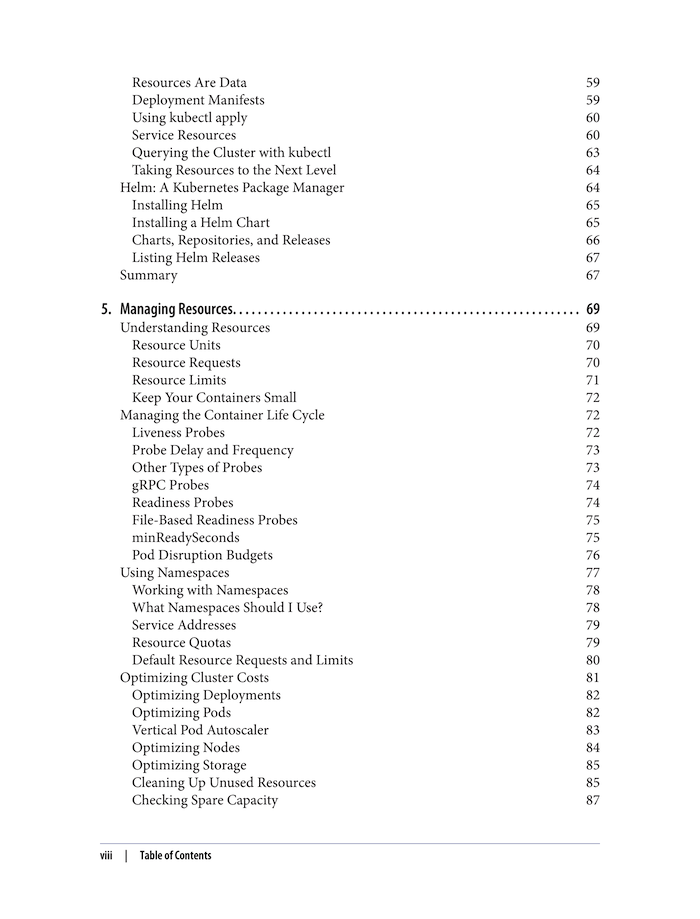 Resources Are Data 59
Deployment Manifests 59
Using kubectl apply 60
Service Resources 60
Querying the Cluster with kubectl 63
Taking Resources to the Next Level 64
Helm: A Kubernetes Package Manager 64
Installing Helm 65
Installing a Helm Chart 65
Charts, Repositories, and Releases 66
Listing Helm Releases 67
Summary 67
5. Managing Resources. . . . . . . . . . . . . . . . . . . . . . . . . . . . . . . . . . . . . . . . . . . . . . . . . . . . . . . . 69
Understanding Resources 69
Resource Units 70
Resource Requests 70
Resource Limits 71
Keep Your Containers Small 72
Managing the Container Life Cycle 72
Liveness Probes 72
Probe Delay and Frequency 73
Other Types of Probes 73
gRPC Probes 74
Readiness Probes 74
File-Based Readiness Probes 75
minReadySeconds 75
Pod Disruption Budgets 76
Using Namespaces 77
Working with Namespaces 78
What Namespaces Should I Use? 78
Service Addresses 79
Resource Quotas 79
Default Resource Requests and Limits 80
Optimizing Cluster Costs 81
Optimizing Deployments 82
Optimizing Pods 82
Vertical Pod Autoscaler 83
Optimizing Nodes 84
Optimizing Storage 85
Cleaning Up Unused Resources 85
Checking Spare Capacity 87
viii | Table of Contents